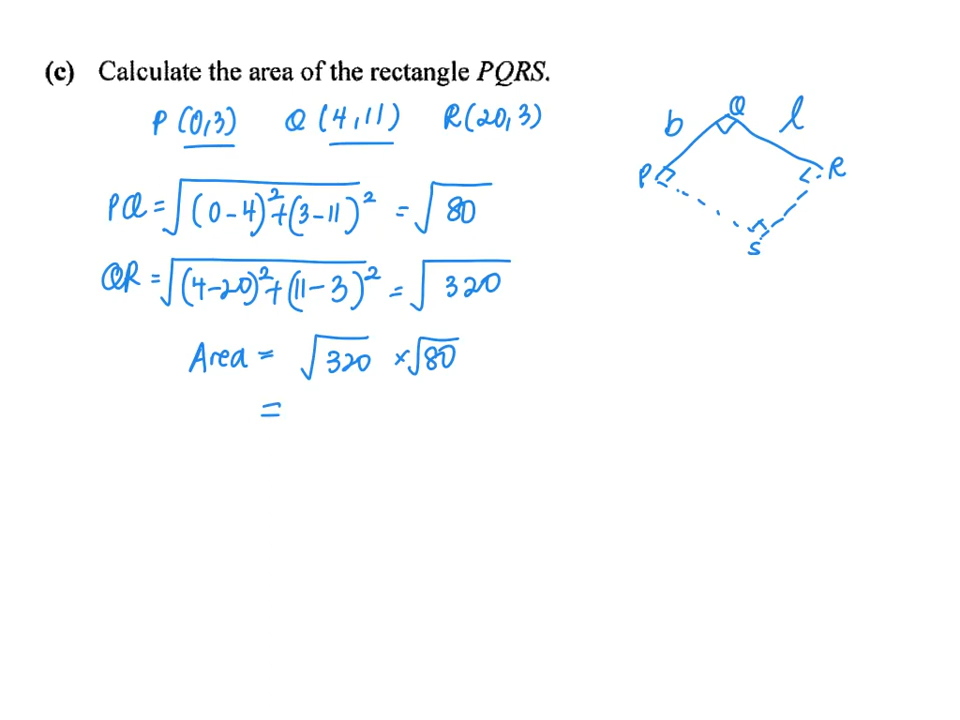 (c) Calculate the area of the rectangle PQRS.
P (0,3) Q (4,11) R(20,3)
b Q l
P R
S
PQ = √(0-4)²+(3-11)² = √80
QR = √(4-20)²+(11-3)² = √320
Area = √320 × √80
=